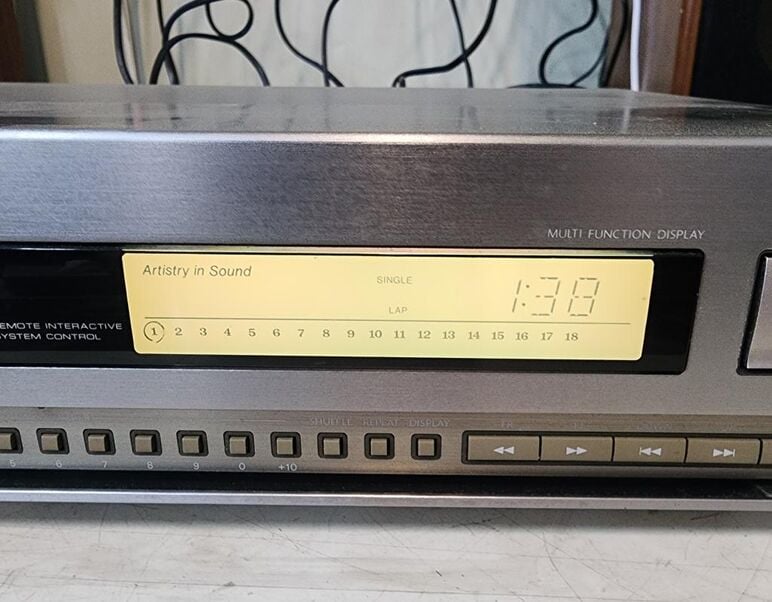 MULTI FUNCTION DISPLAY
Artistry in Sound
SINGLE
1:38
LAP
EMOTE INTERACTIVE
YSTEM CONTROL
1 2 3 4 5 6 7 8 9 10 11 12 13 14 15 16 17 18
SHUFFLE REPEAT DISPLAY FR
5 6 7 8 9 0 +10